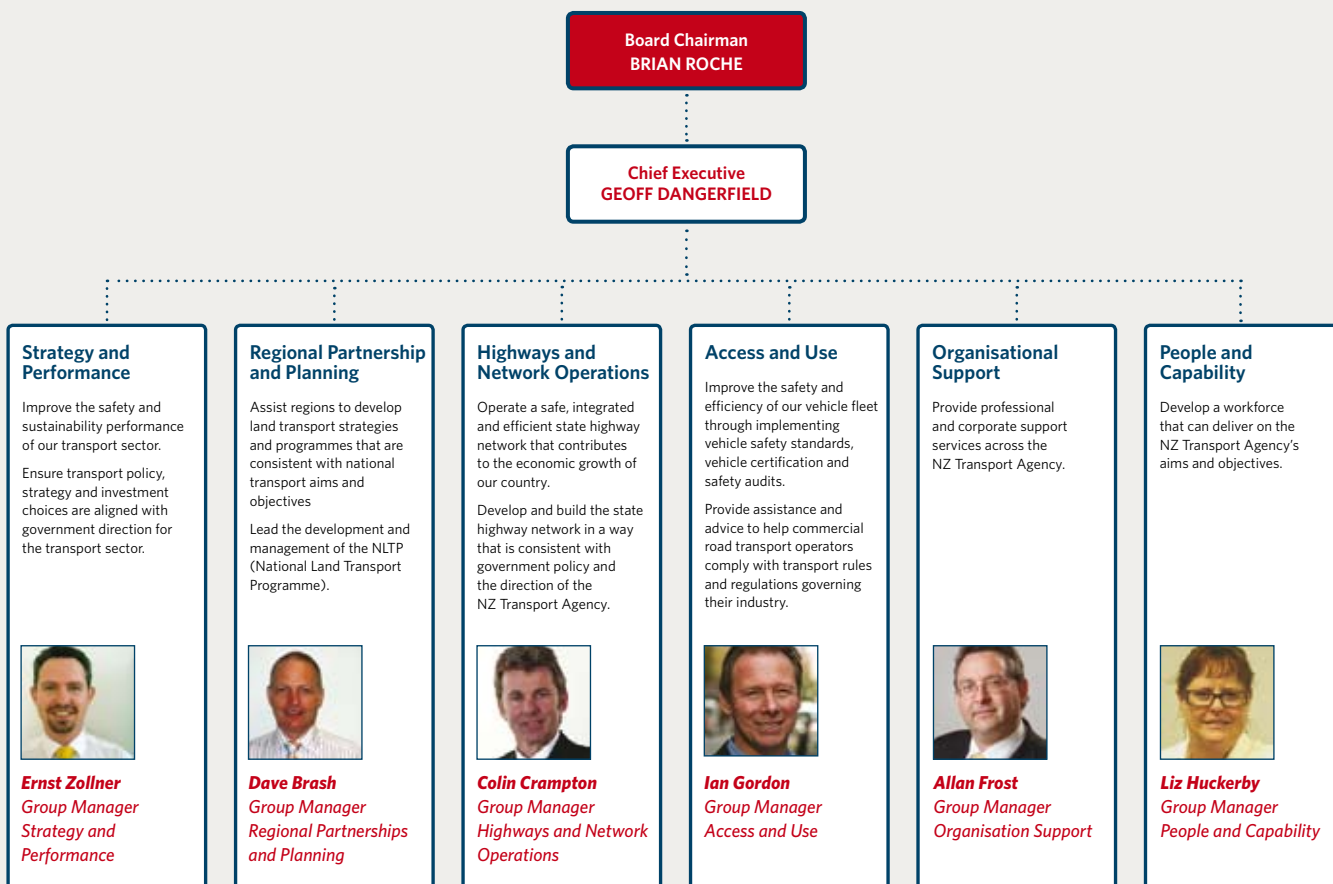 Board Chairman
BRIAN ROCHE
Chief Executive
GEOFF DANGERFIELD
Strategy and
Performance
Improve the safety and
sustainability performance
of our transport sector.
Ensure transport policy,
strategy and investment
choices are aligned with
government direction for
the transport sector.
Ernst Zollner
Group Manager
Strategy and
Performance
Regional Partnership
and Planning
Assist regions to develop
land transport strategies
and programmes that are
consistent with national
transport aims and
objectives
Lead the development and
management of the NLTP
(National Land Transport
Programme).
Dave Brash
Group Manager
Regional Partnerships
and Planning
Highways and
Network Operations
Operate a safe, integrated
and efficient state highway
network that contributes
to the economic growth of
our country.
Develop and build the state
highway network in a way
that is consistent with
government policy and
the direction of the
NZ Transport Agency.
Colin Crampton
Group Manager
Highways and Network
Operations
Access and Use
Improve the safety and
efficiency of our vehicle fleet
through implementing
vehicle safety standards,
vehicle certification and
safety audits.
Provide assistance and
advice to help commercial
road transport operators
comply with transport rules
and regulations governing
their industry.
Ian Gordon
Group Manager
Access and Use
Organisational
Support
Provide professional
and corporate support
services across the
NZ Transport Agency.
Allan Frost
Group Manager
Organisation Support
People and
Capability
Develop a workforce
that can deliver on the
NZ Transport Agency's
aims and objectives.
Liz Huckerby
Group Manager
People and Capability